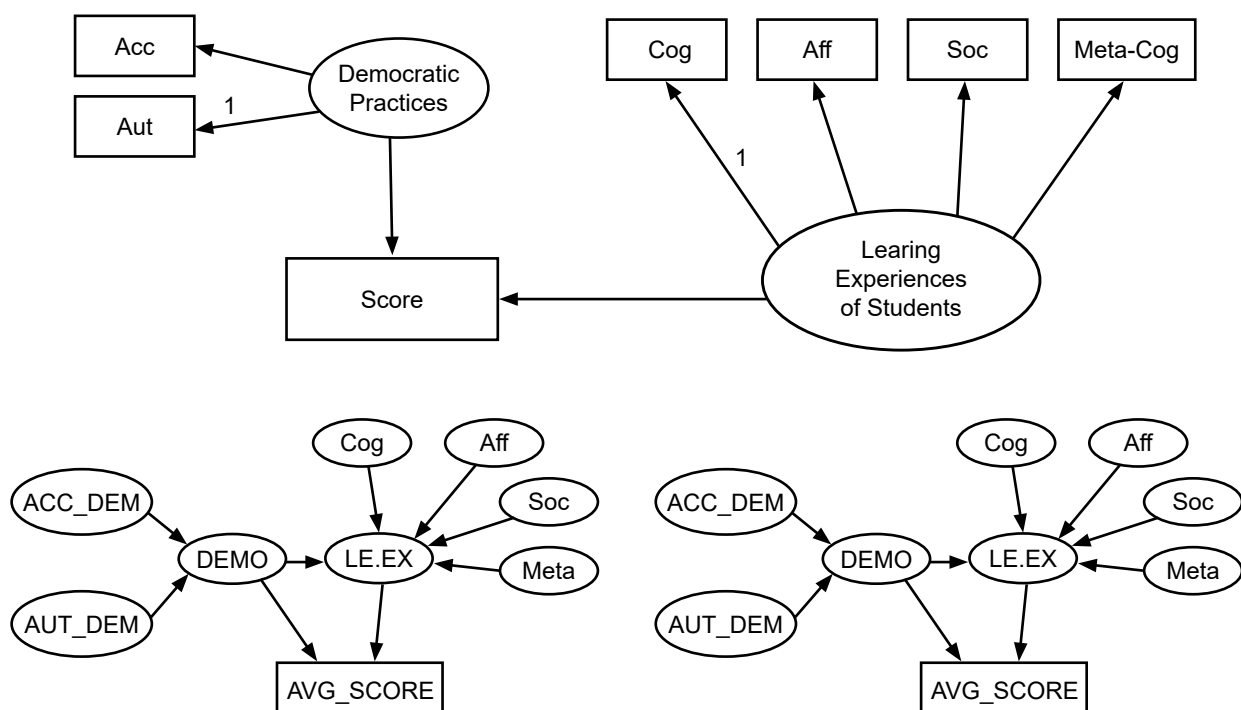 Acc
Aut
1
Democratic
Practices
Cog
Aff
Soc
Meta-Cog
1
Score
Learing
Experiences
of Students
Cog
Aff
ACC_DEM
Soc
DEMO
LE.EX
Meta
AUT_DEM
AVG_SCORE
Cog
Aff
ACC_DEM
Soc
DEMO
LE.EX
Meta
AUT_DEM
AVG_SCORE